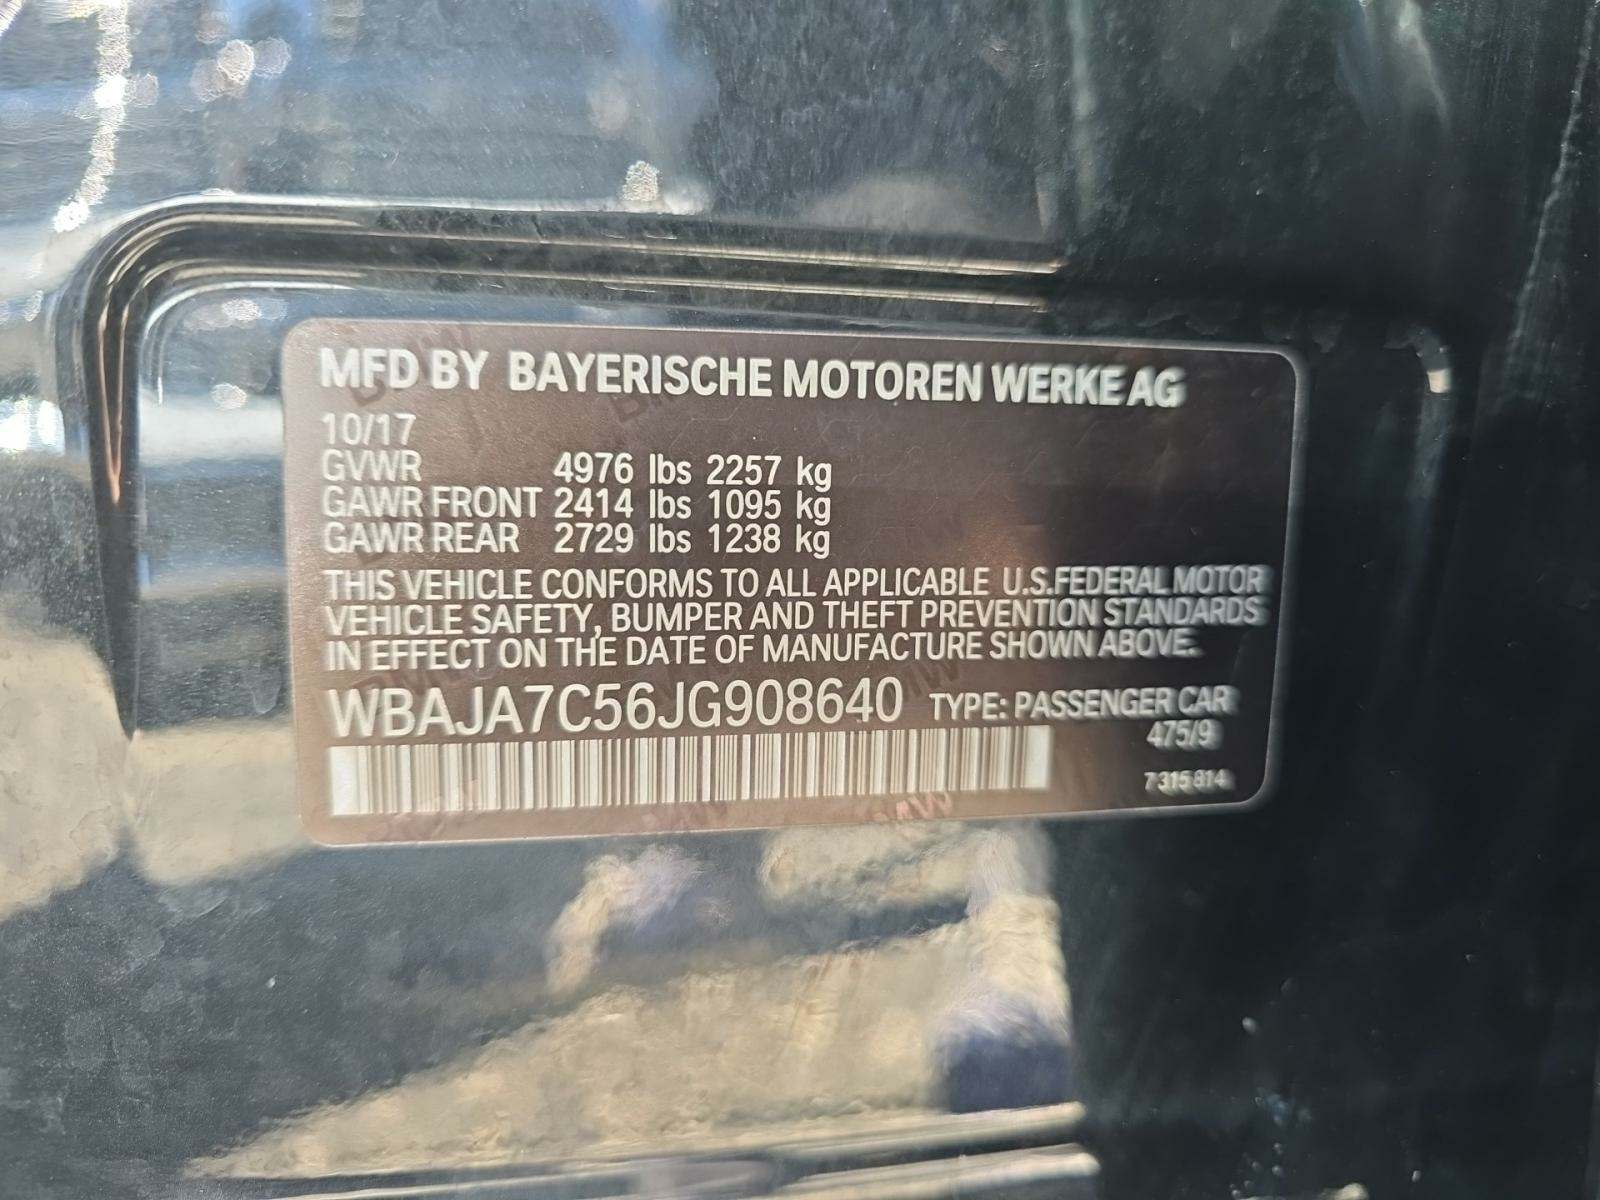 MFD BY BAYERISCHE MOTOREN WERKE AG
10/17
GVWR 4976 lbs 2257 kg
GAWR FRONT 2414 lbs 1095 kg
GAWR REAR 2729 lbs 1238 kg
THIS VEHICLE CONFORMS TO ALL APPLICABLE U.S.FEDERAL MOTOR
VEHICLE SAFETY, BUMPER AND THEFT PREVENTION STANDARDS
IN EFFECT ON THE DATE OF MANUFACTURE SHOWN ABOVE.
WBAJA7C56JG908640 TYPE: PASSENGER CAR
475/9
7 315 814